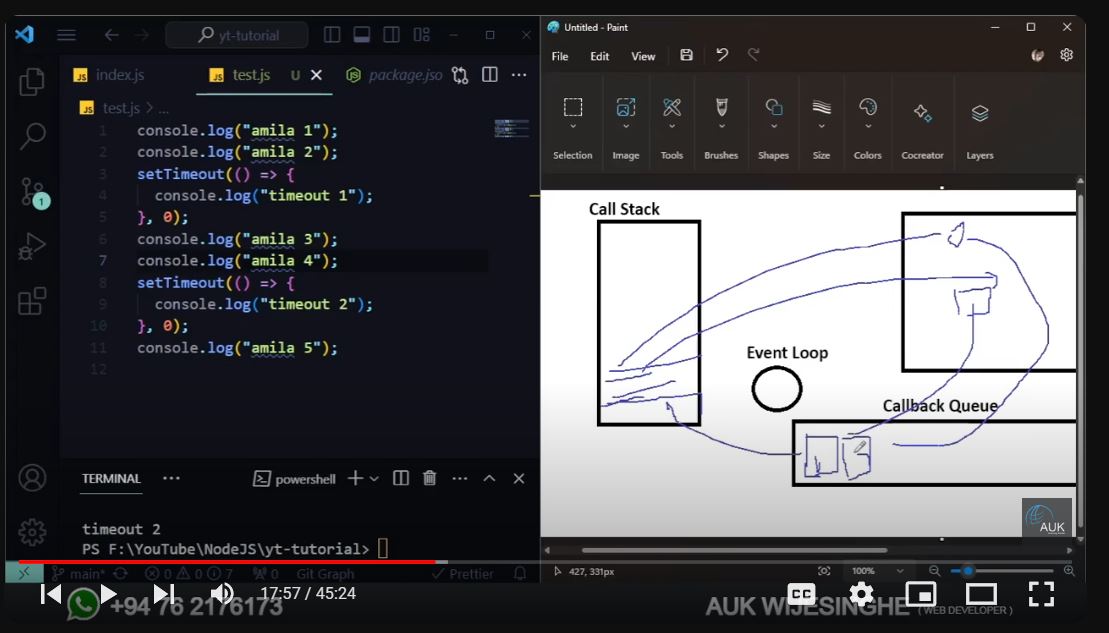 yt-tutorial
Untitled - Paint
File Edit View
index.js
test.js U
package.jso
test.js > ...
Selection Image Tools Brushes Shapes Size Colors Cocreator Layers
1 console.log("amila 1");
2 console.log("amila 2");
3 setTimeout(() => {
4 console.log("timeout 1");
5 }, 0);
6 console.log("amila 3");
7 console.log("amila 4");
8 setTimeout(() => {
9 console.log("timeout 2");
10 }, 0);
11 console.log("amila 5");
12
1
Call Stack
Event Loop
Callback Queue
TERMINAL
powershell
timeout 2
PS F:\YouTube\NodeJS\yt-tutorial>
AUK
main*
0 0 7
0
Git Graph
Prettier
427, 331px
100%
17:57 / 45:24
CC
+94 76 2176173
AUK WIJESINGHE ( WEB DEVELOPER )